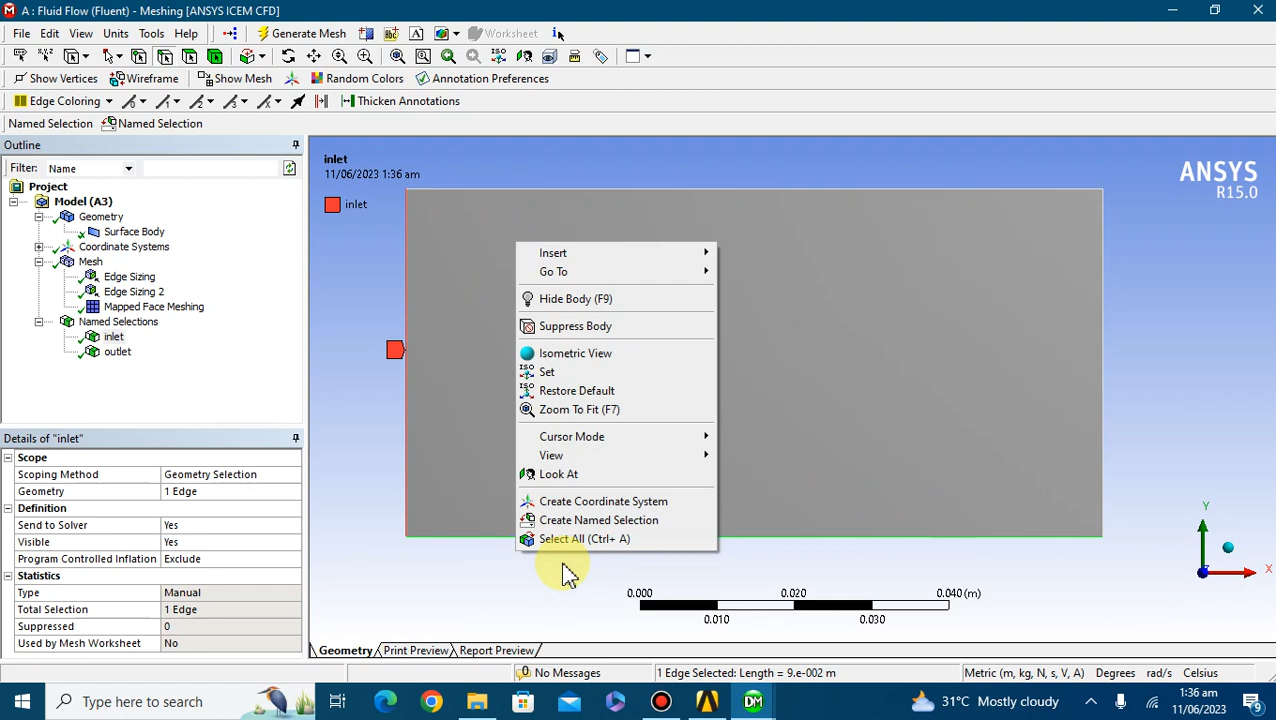 A : Fluid Flow (Fluent) - Meshing [ANSYS ICEM CFD]
File Edit View Units Tools Help Generate Mesh Worksheet
Show Vertices Wireframe Show Mesh Random Colors Annotation Preferences
Edge Coloring Thicken Annotations
Named Selection Named Selection
Outline
Filter: Name
Project
Model (A3)
Geometry
Surface Body
Coordinate Systems
Mesh
Edge Sizing
Edge Sizing 2
Mapped Face Meshing
Named Selections
inlet
outlet
Details of "inlet"
Scope
Scoping Method Geometry Selection
Geometry 1 Edge
Definition
Send to Solver Yes
Visible Yes
Program Controlled Inflation Exclude
Statistics
Type Manual
Total Selection 1 Edge
Suppressed 0
Used by Mesh Worksheet No
inlet
11/06/2023 1:36 am
inlet
ANSYS
R15.0
Insert
Go To
Hide Body (F9)
Suppress Body
Isometric View
Set
Restore Default
Zoom To Fit (F7)
Cursor Mode
View
Look At
Create Coordinate System
Create Named Selection
Select All (Ctrl+ A)
Y
X
0.000 0.020 0.040 (m)
0.010 0.030
Geometry Print Preview Report Preview
No Messages 1 Edge Selected: Length = 9.e-002 m Metric (m, kg, N, s, V, A) Degrees rad/s Celsius
Type here to search
31°C Mostly cloudy
1:36 am
11/06/2023